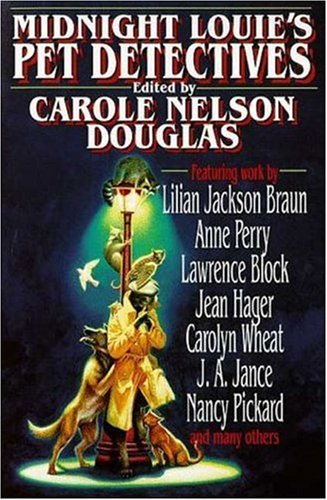 MIDNIGHT LOUIE'S
PET DETECTIVES
Edited by
CAROLE NELSON
DOUGLAS
Featuring work by
Lilian Jackson Braun
Anne Perry
Lawrence Block
Jean Hager
Carolyn Wheat
J. A. Jance
Nancy Pickard
and many others